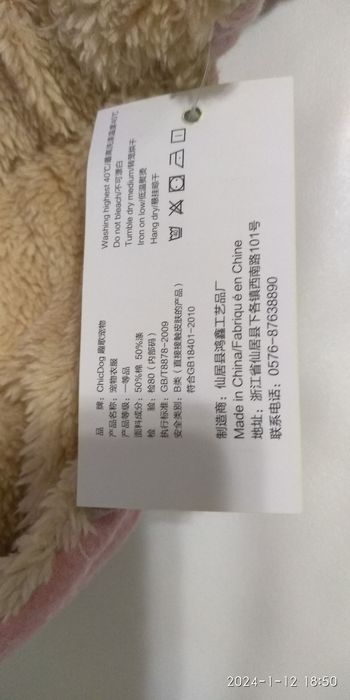 品　　牌：ChicDog 趣歌宠物
产品名称：宠物衣服
产品等级：一等品
面料成分：50%棉 50%涤
检　　验：检80（内部码）
执行标准：GB/T8878-2009
安全类别：B类（直接接触皮肤的产品）
符合GB18401-2010
Washing highest 40℃/最高洗涤温度40℃
Do not bleach/不可漂白
Tumble dry medium/转笼烘干
Iron on low/低温熨烫
Hang dry/悬挂晾干
制造商：仙居县鸿鑫工艺品厂
Made in China/Fabriqué en Chine
地址：浙江省仙居县下各镇西南路101号
联系电话：0576-87638890
2024-1-12 18:50